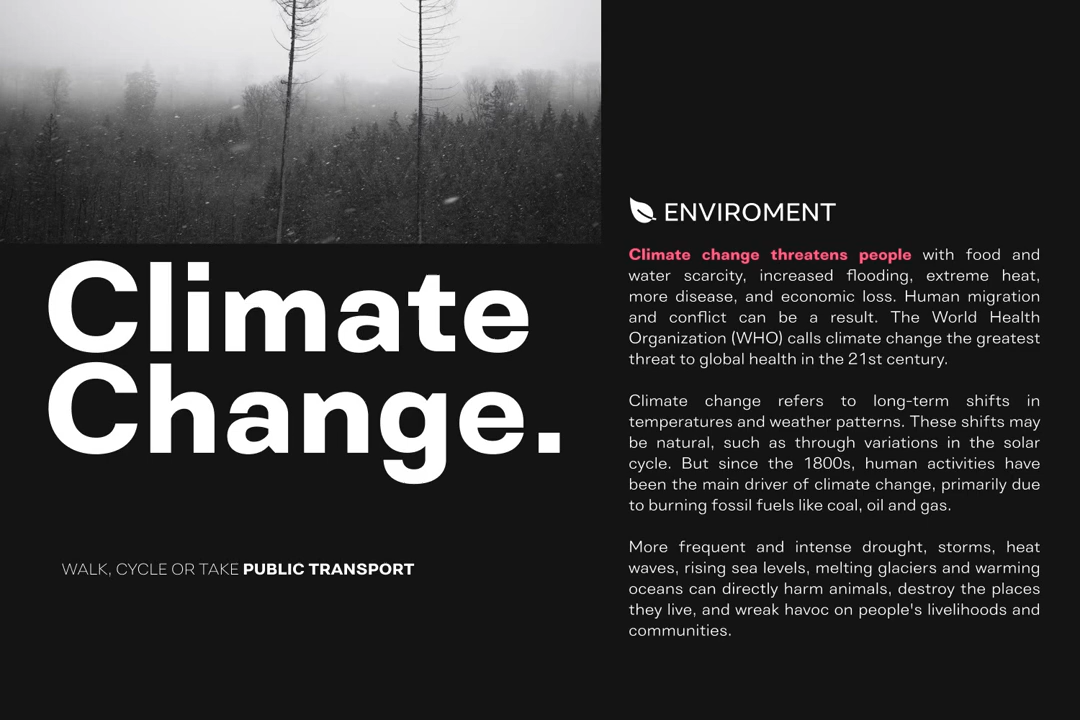 Climate
Change.
WALK, CYCLE OR TAKE PUBLIC TRANSPORT
ENVIROMENT
Climate change threatens people with food and
water scarcity, increased flooding, extreme heat,
more disease, and economic loss. Human migration
and conflict can be a result. The World Health
Organization (WHO) calls climate change the greatest
threat to global health in the 21st century.
Climate change refers to long-term shifts in
temperatures and weather patterns. These shifts may
be natural, such as through variations in the solar
cycle. But since the 1800s, human activities have
been the main driver of climate change, primarily due
to burning fossil fuels like coal, oil and gas.
More frequent and intense drought, storms, heat
waves, rising sea levels, melting glaciers and warming
oceans can directly harm animals, destroy the places
they live, and wreak havoc on people's livelihoods and
communities.